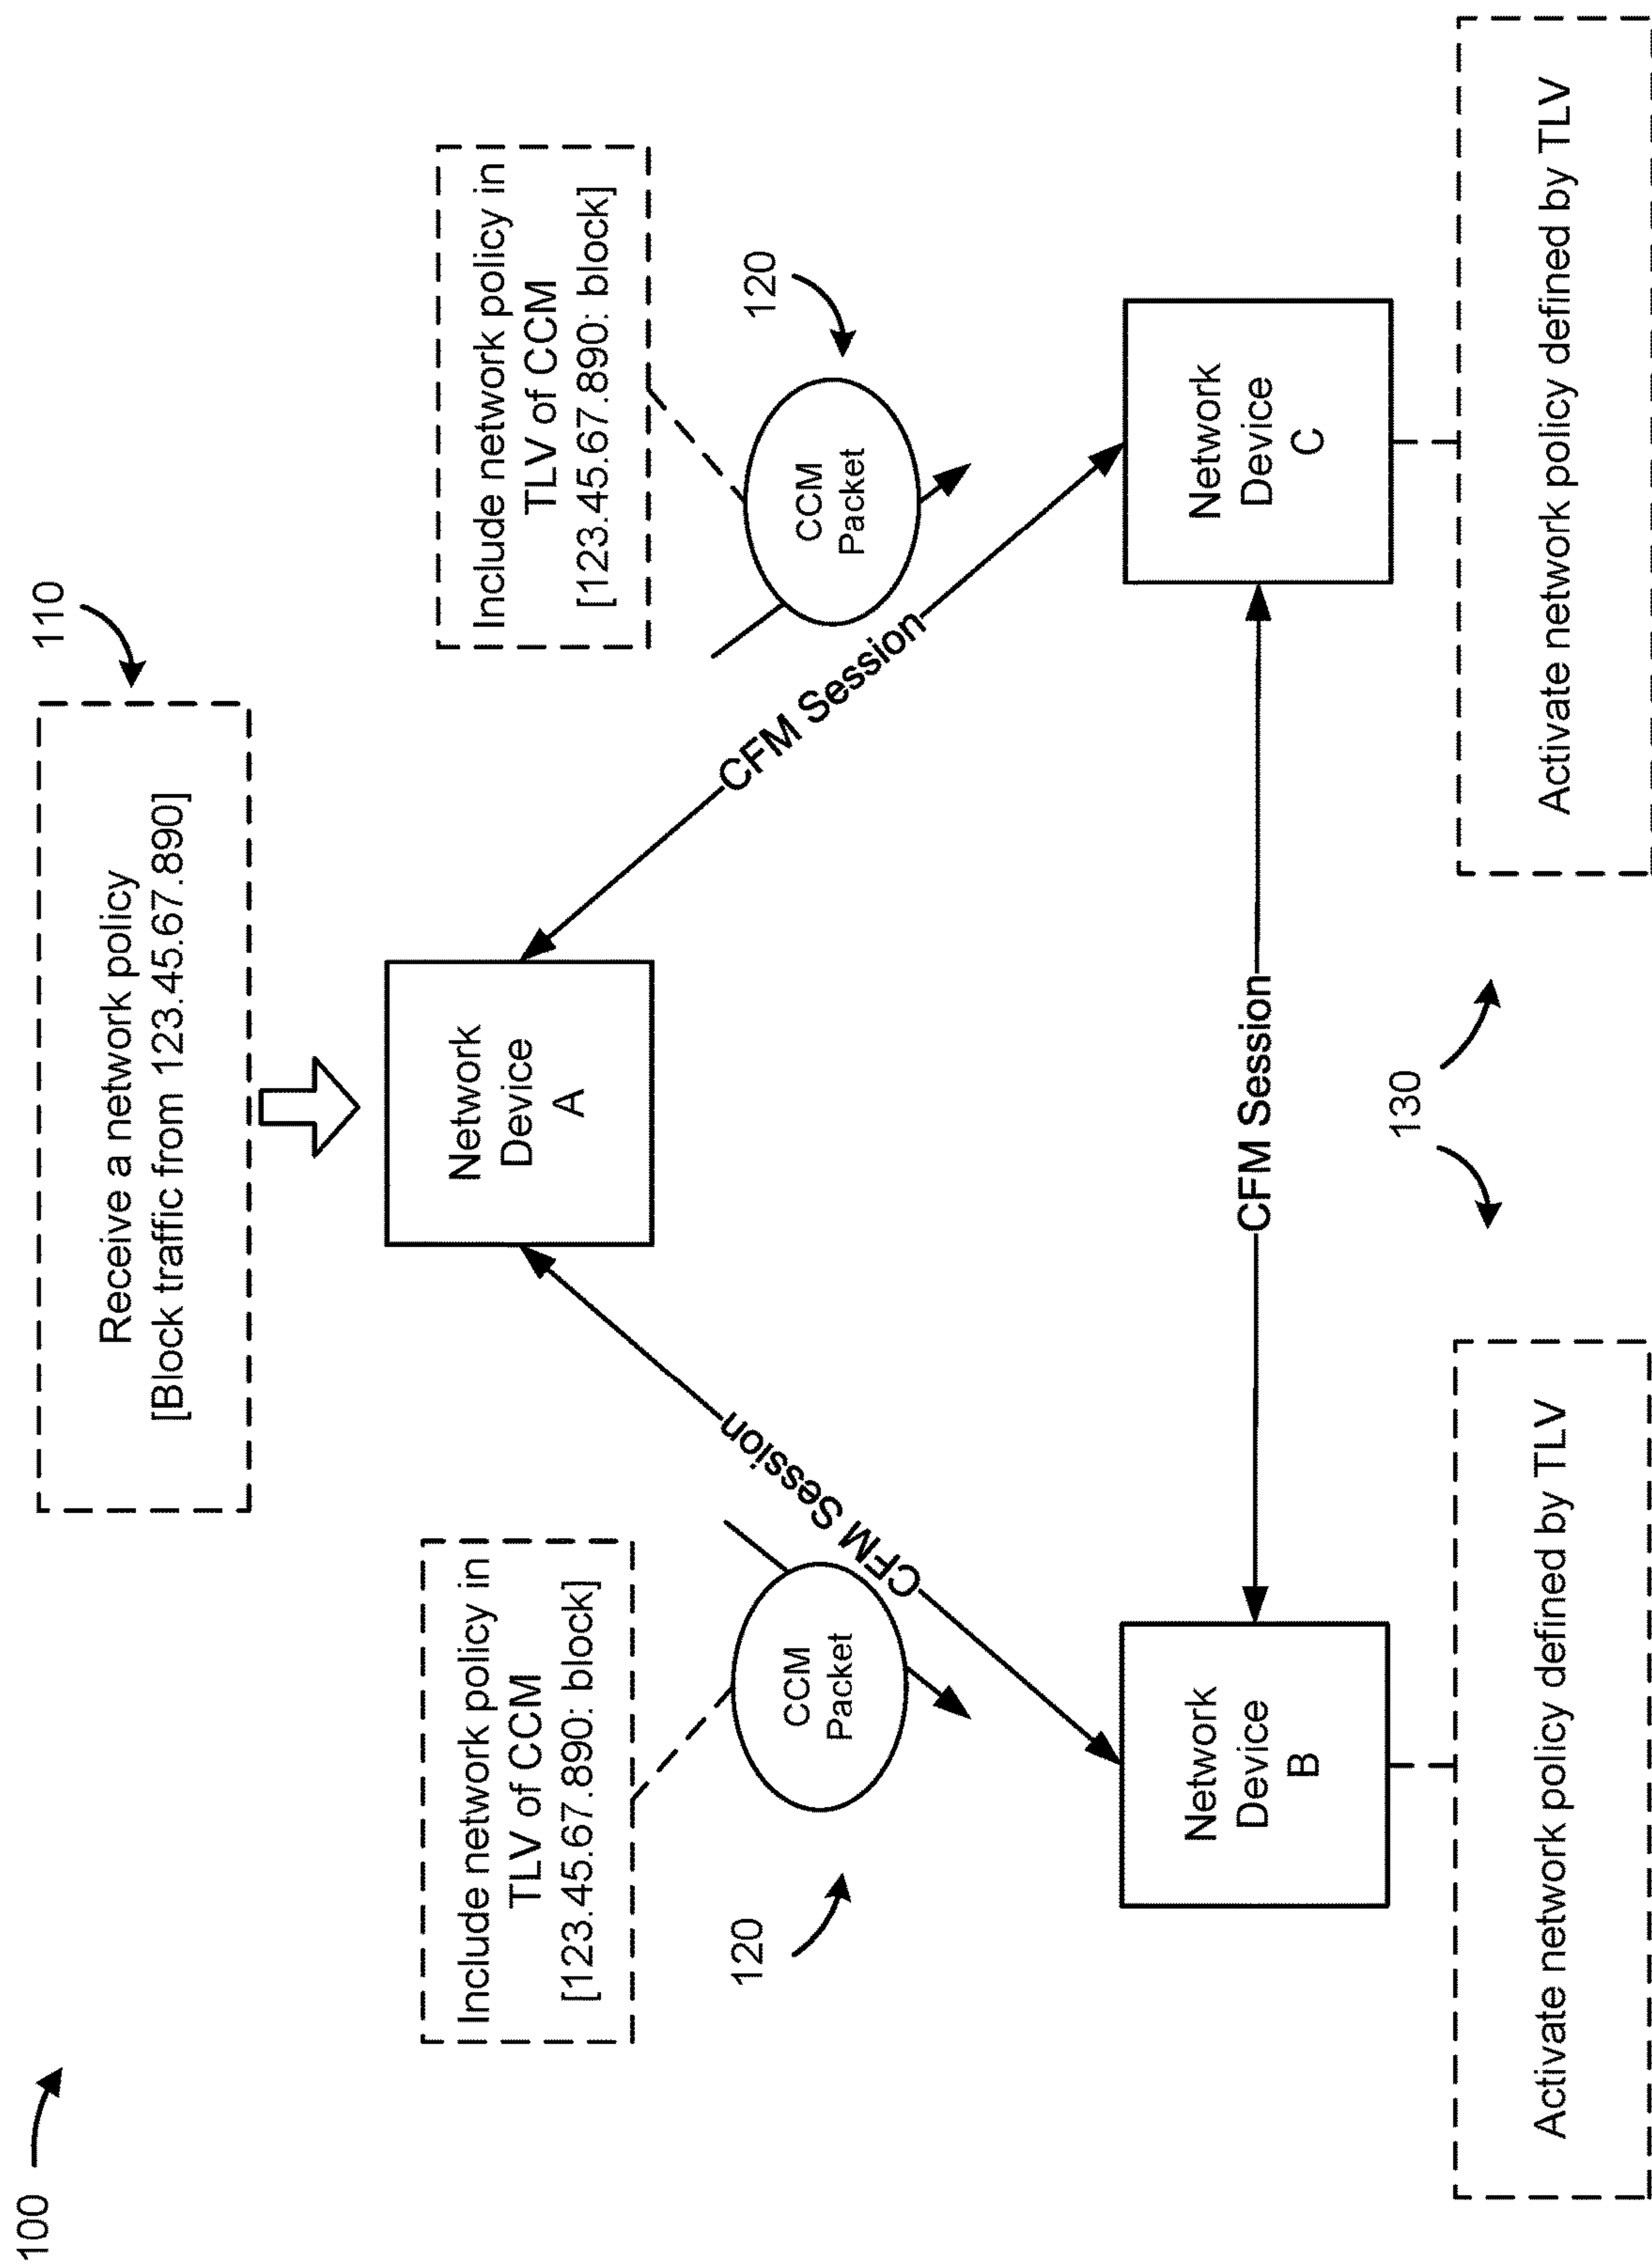 100
110
Receive a network policy
[Block traffic from 123.45.67.890]
Network
Device
A
Include network policy in
TLV of CCM
[123.45.67.890: block]
120
CCM
Packet
CFM Session
Include network policy in
TLV of CCM
[123.45.67.890: block]
120
CCM
Packet
CFM Session
Network
Device
B
CFM Session
Network
Device
C
130
Activate network policy defined by TLV
Activate network policy defined by TLV